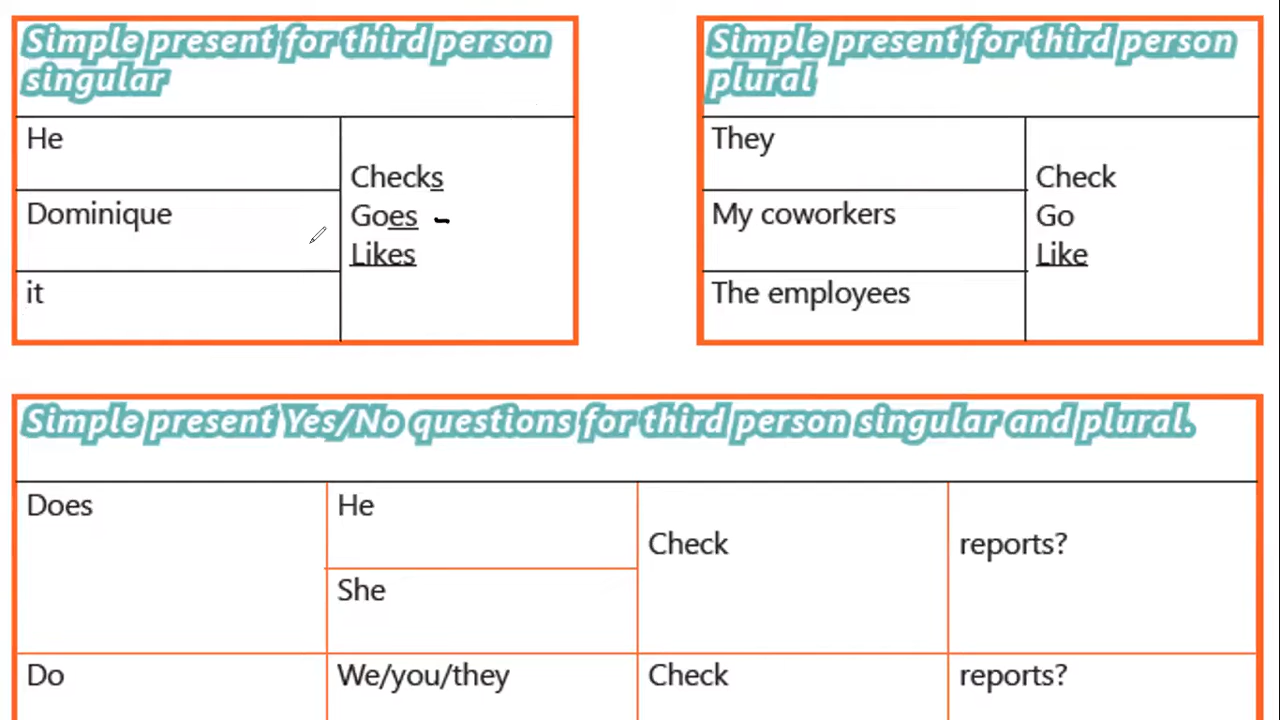 Simple present for third person
singular
He
Dominique
it
Checks
Goes
Likes
Simple present for third person
plural
They
My coworkers
The employees
Check
Go
Like
Simple present Yes/No questions for third person singular and plural.
Does
He
She
Check
reports?
Do
We/you/they
Check
reports?